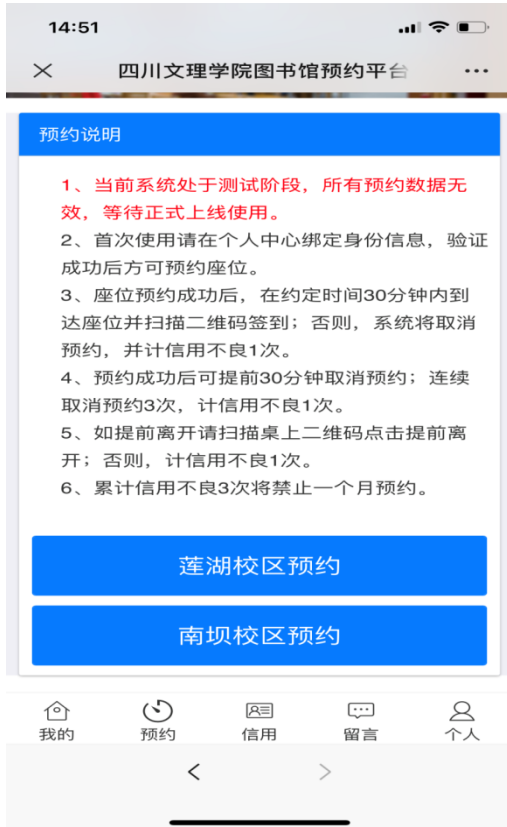 14:51
四川文理学院图书馆预约平台
预约说明
1、当前系统处于测试阶段，所有预约数据无
效，等待正式上线使用。
2、首次使用请在个人中心绑定身份信息，验证
成功后方可预约座位。
3、座位预约成功后，在约定时间30分钟内到
达座位并扫描二维码签到；否则，系统将取消
预约，并计信用不良1次。
4、预约成功后可提前30分钟取消预约；连续
取消预约3次，计信用不良1次。
5、如提前离开请扫描桌上二维码点击提前离
开；否则，计信用不良1次。
6、累计信用不良3次将禁止一个月预约。
莲湖校区预约
南坝校区预约
我的 预约 信用 留言 个人